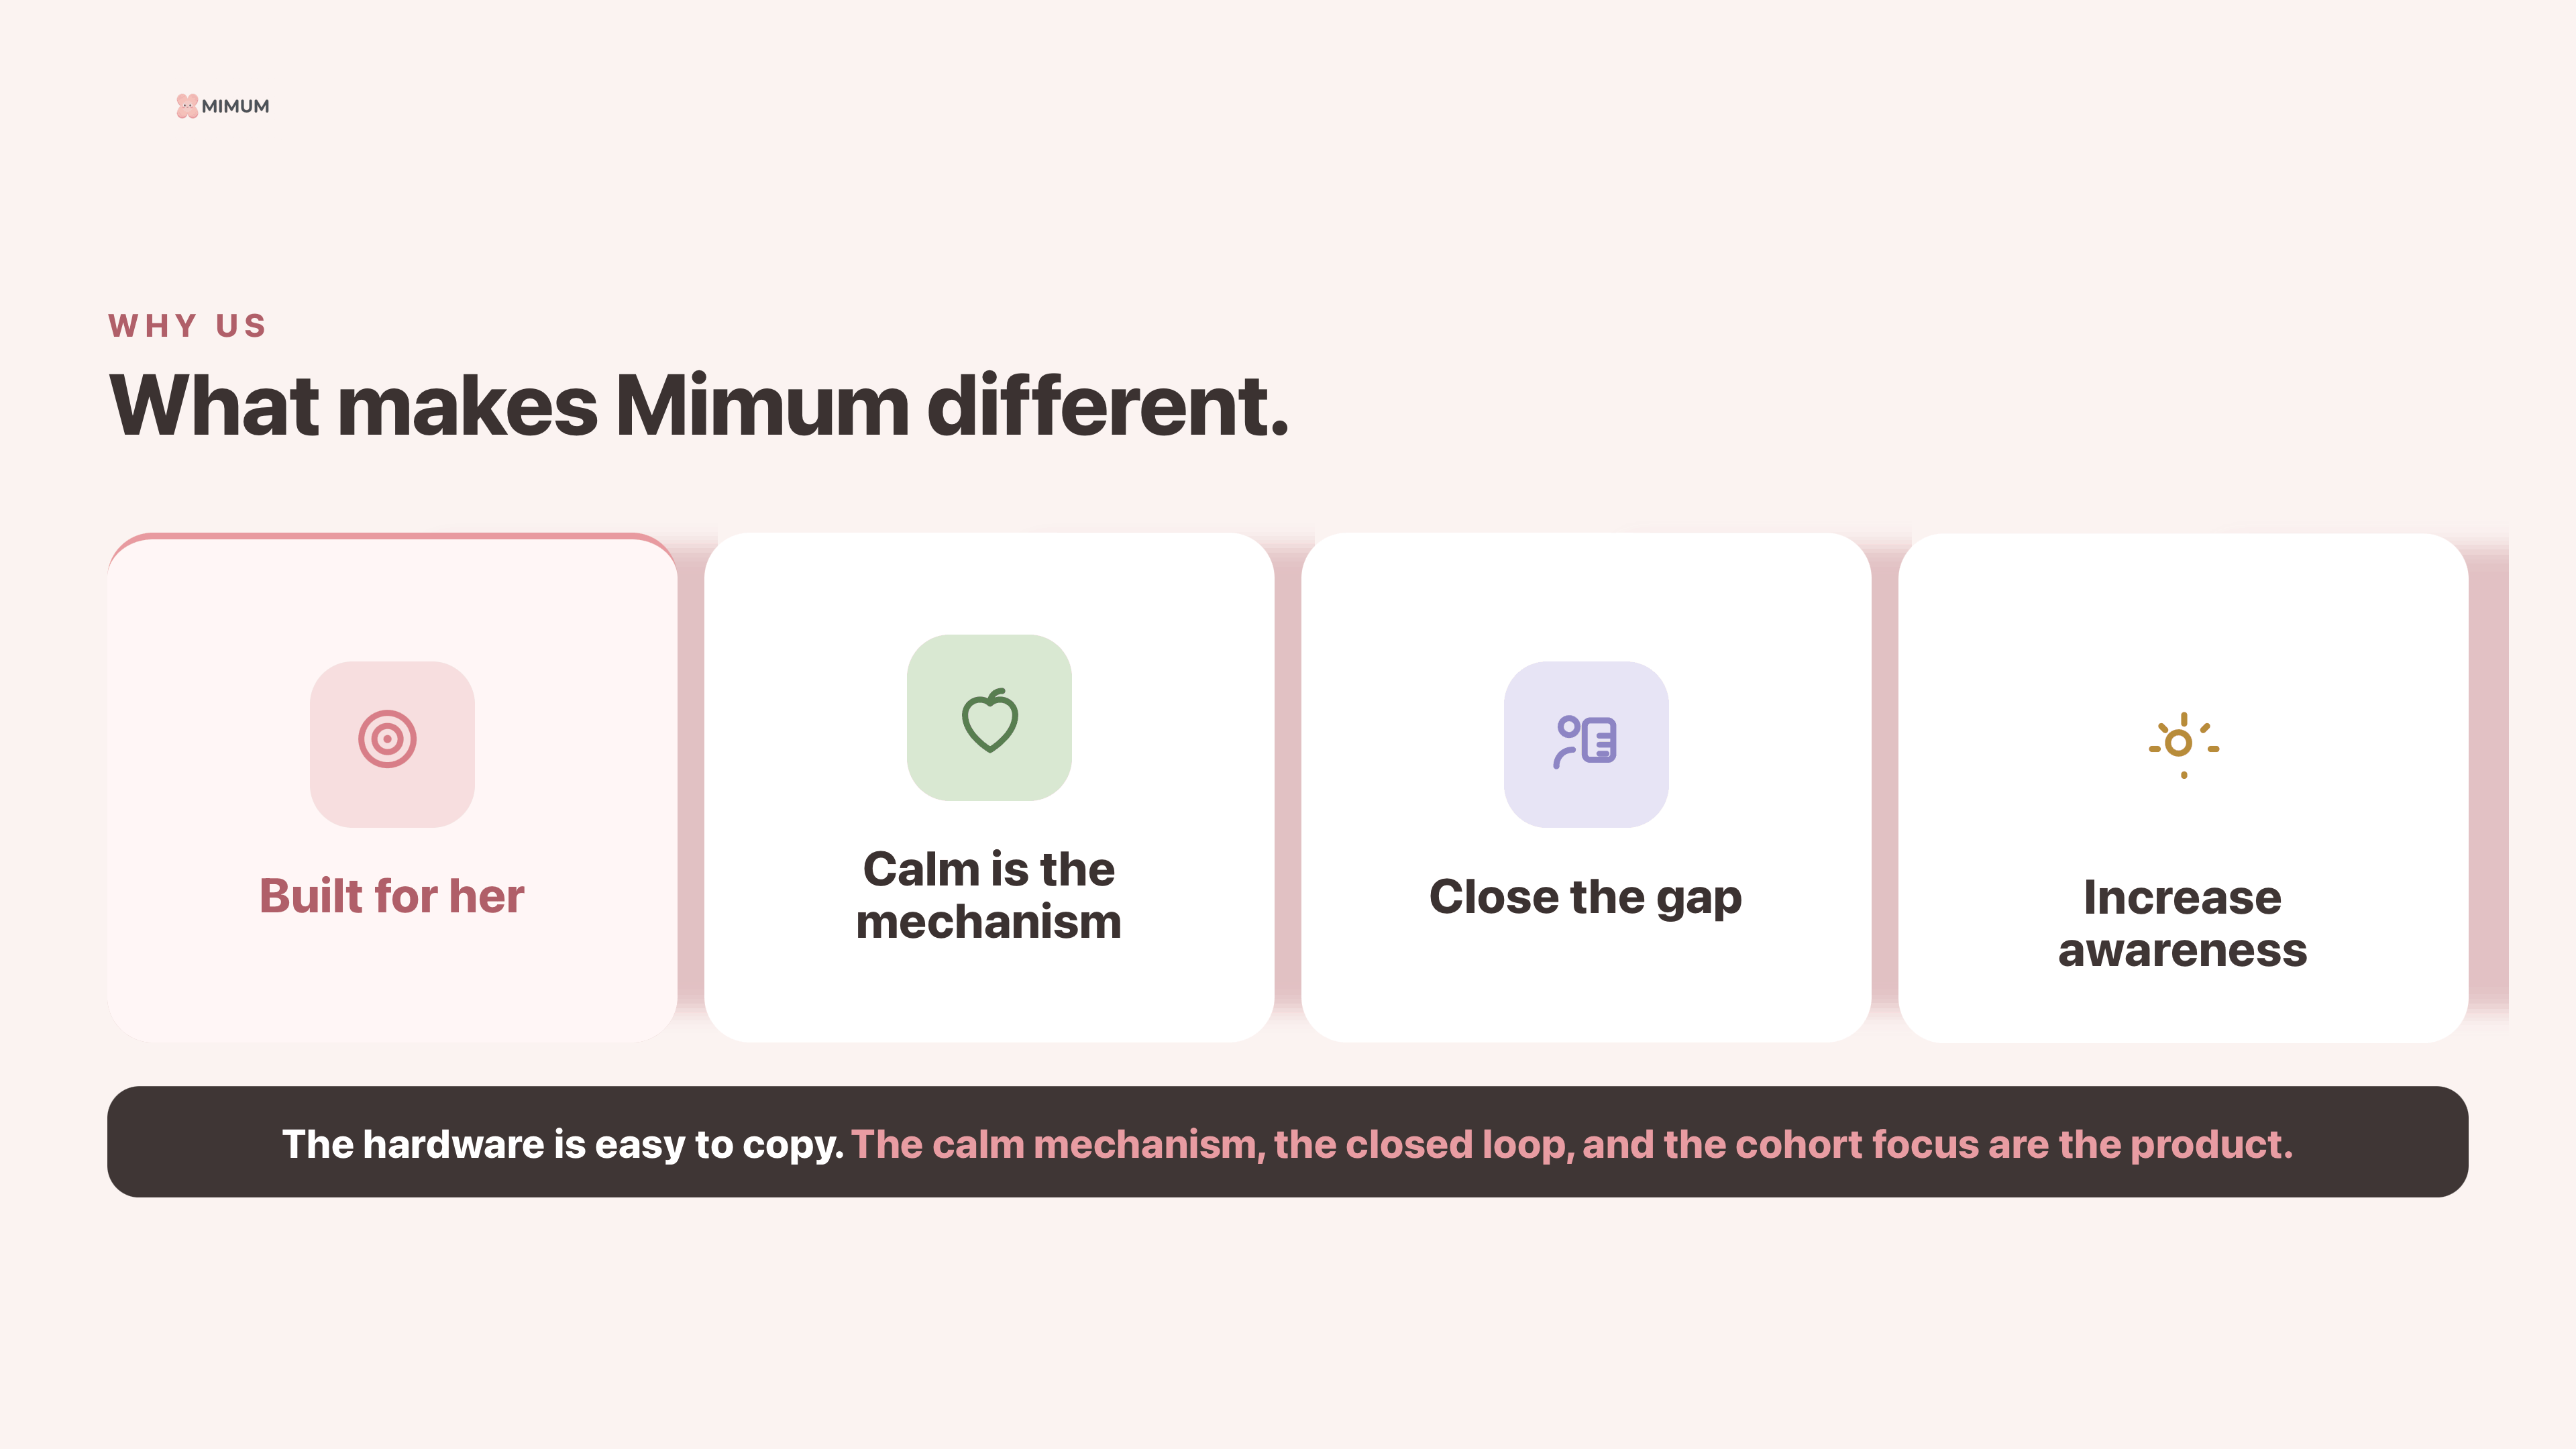 MIMUM
WHY US
What makes Mimum different.
Built for her
Calm is the
mechanism
Close the gap
Increase
awareness
The hardware is easy to copy. The calm mechanism, the closed loop, and the cohort focus are the product.